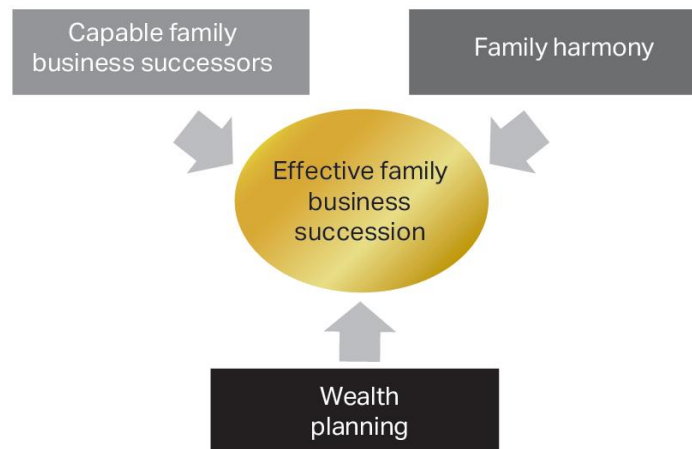 Capable family
business successors
Family harmony
Effective family
business
succession
Wealth
planning